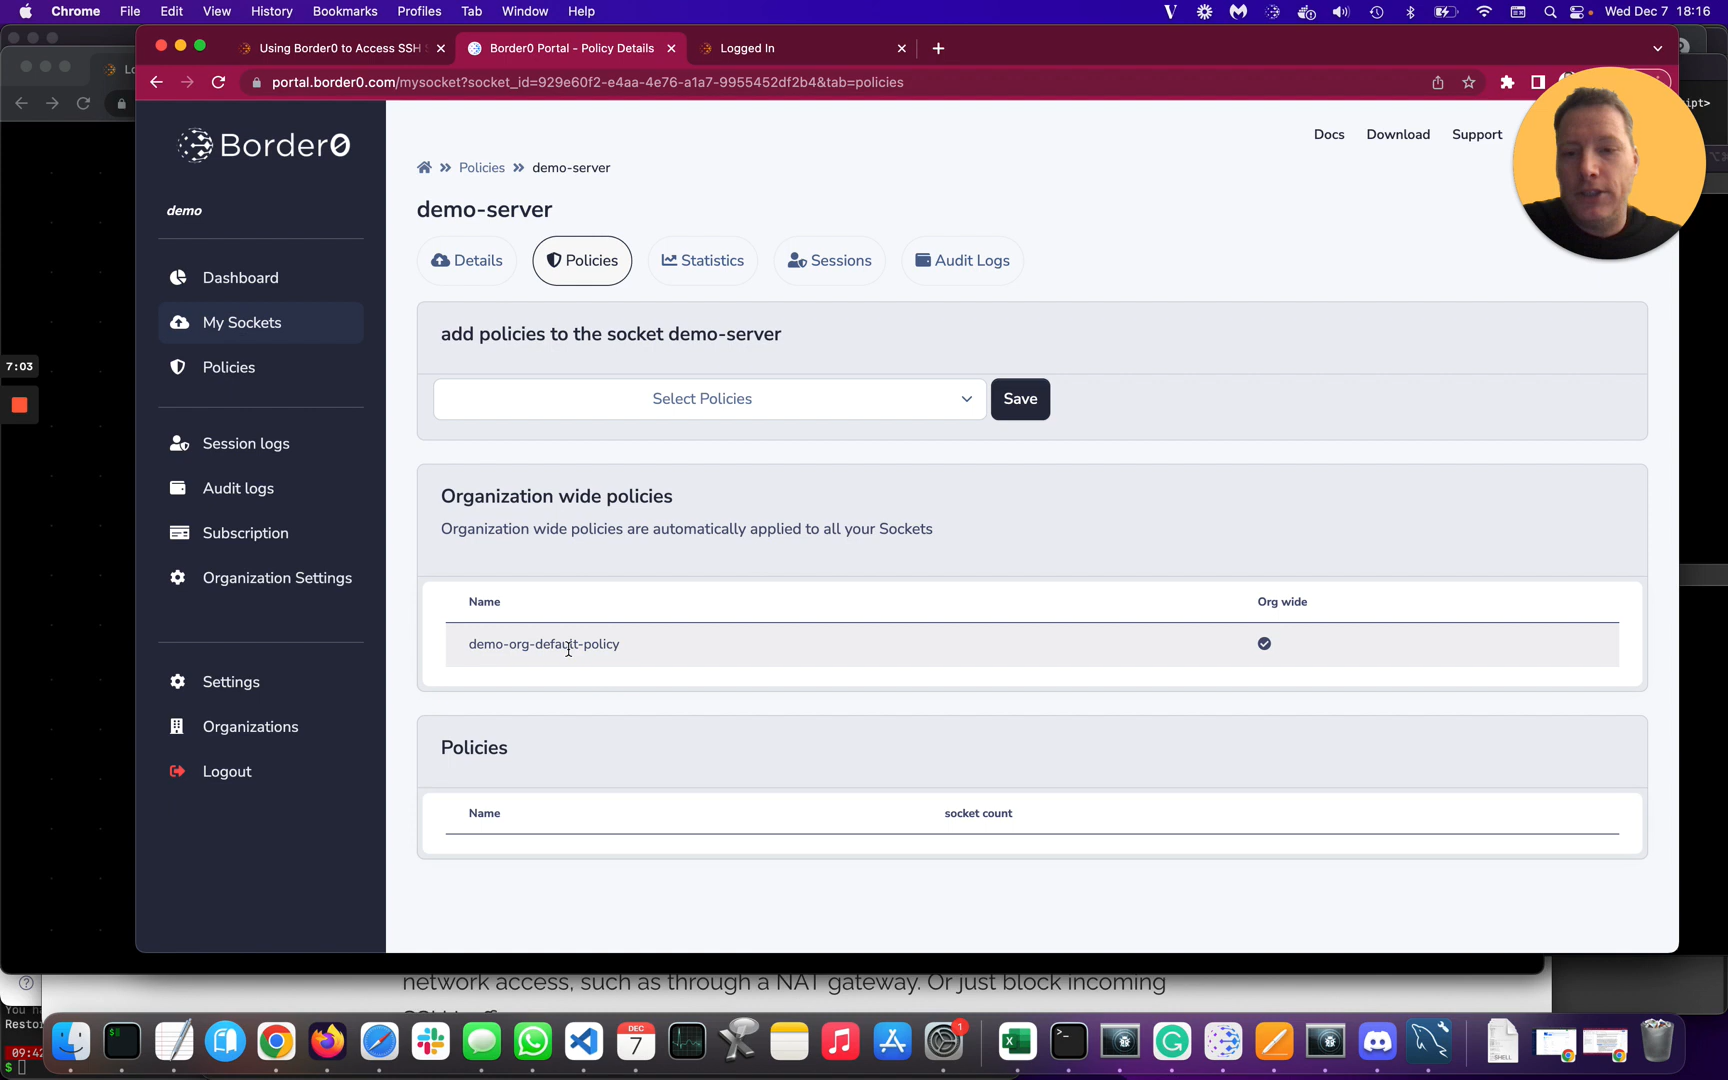 Chrome File Edit View History Bookmarks Profiles Tab Window Help Wed Dec 7 18:16
Using Border0 to Access SSH Border0 Portal - Policy Details Logged In
portal.border0.com/mysocket?socket_id=929e60f2-e4aa-4e76-a1a7-9955452df2b4&tab=policies
Border0
Docs Download Support
Policies demo-server
demo
demo-server
Details Policies Statistics Sessions Audit Logs
Dashboard
My Sockets
Policies
Session logs
Audit logs
Subscription
Organization Settings
Settings
Organizations
Logout
add policies to the socket demo-server
Select Policies Save
Organization wide policies
Organization wide policies are automatically applied to all your Sockets
Name Org wide
demo-org-default-policy
Policies
Name socket count
7:03
network access, such as through a NAT gateway. Or just block incoming
Restor
09:42
$
DEC
7
1
SHELL